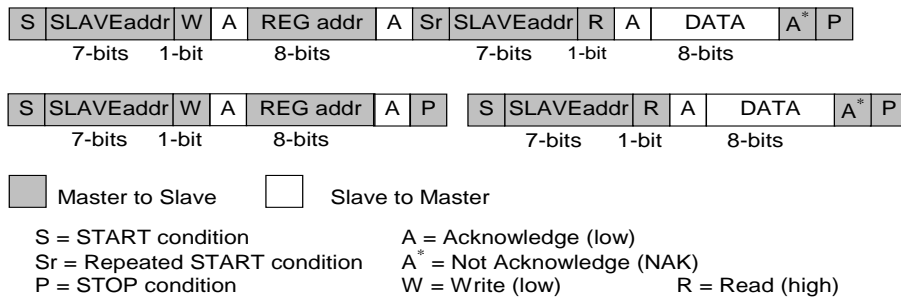 S SLAVEaddr W A REG addr A Sr SLAVEaddr R A DATA A* P
7-bits 1-bit 8-bits 7-bits 1-bit 8-bits
S SLAVEaddr W A REG addr A P S SLAVEaddr R A DATA A* P
7-bits 1-bit 8-bits 7-bits 1-bit 8-bits
Master to Slave Slave to Master
S = START condition A = Acknowledge (low)
Sr = Repeated START condition A* = Not Acknowledge (NAK)
P = STOP condition W = Write (low) R = Read (high)